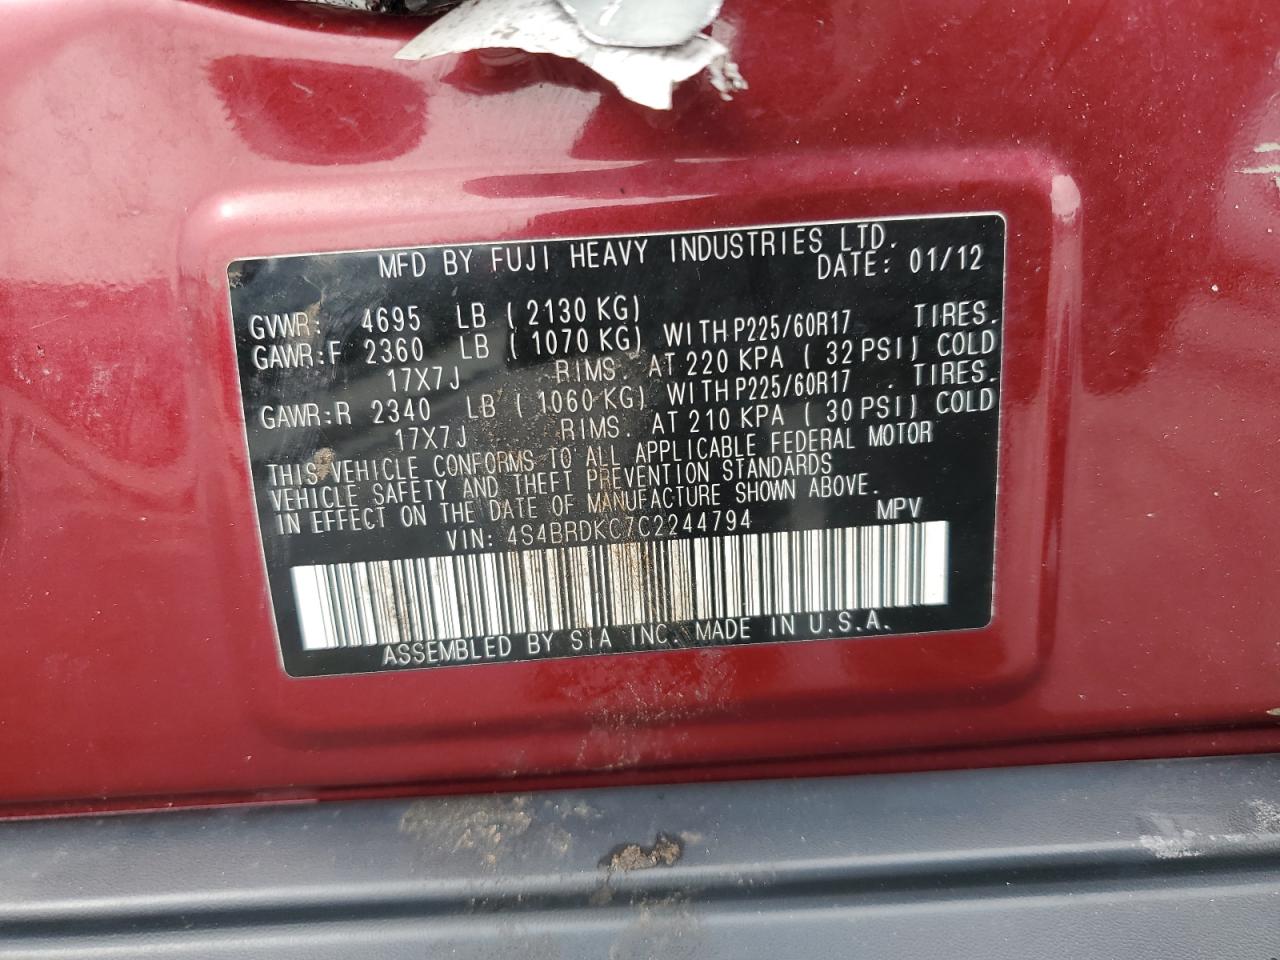 MFD BY FUJI HEAVY INDUSTRIES LTD.
DATE: 01/12
GVWR: 4695 LB ( 2130 KG)
GAWR:F 2360 LB ( 1070 KG) WITH P225/60R17 TIRES.
17X7J RIMS. AT 220 KPA ( 32 PSI) COLD
GAWR:R 2340 LB ( 1060 KG) WITH P225/60R17 . TIRES.
17X7J RIMS. AT 210 KPA ( 30 PSI) COLD
THIS VEHICLE CONFORMS TO ALL APPLICABLE FEDERAL MOTOR
VEHICLE SAFETY AND THEFT PREVENTION STANDARDS
IN EFFECT ON THE DATE OF MANUFACTURE SHOWN ABOVE.
VIN: 4S4BRDKC7C2244794 MPV
ASSEMBLED BY SIA INC. MADE IN U.S.A.